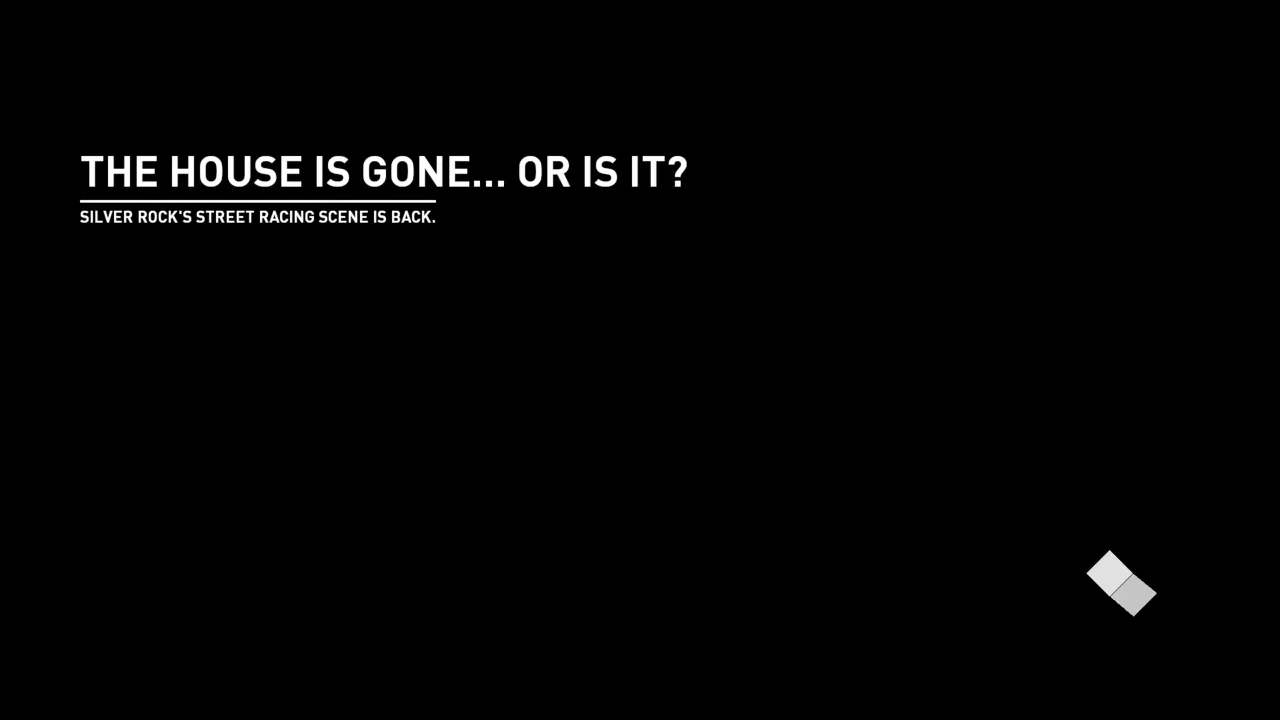 THE HOUSE IS GONE... OR IS IT?
SILVER ROCK'S STREET RACING SCENE IS BACK.